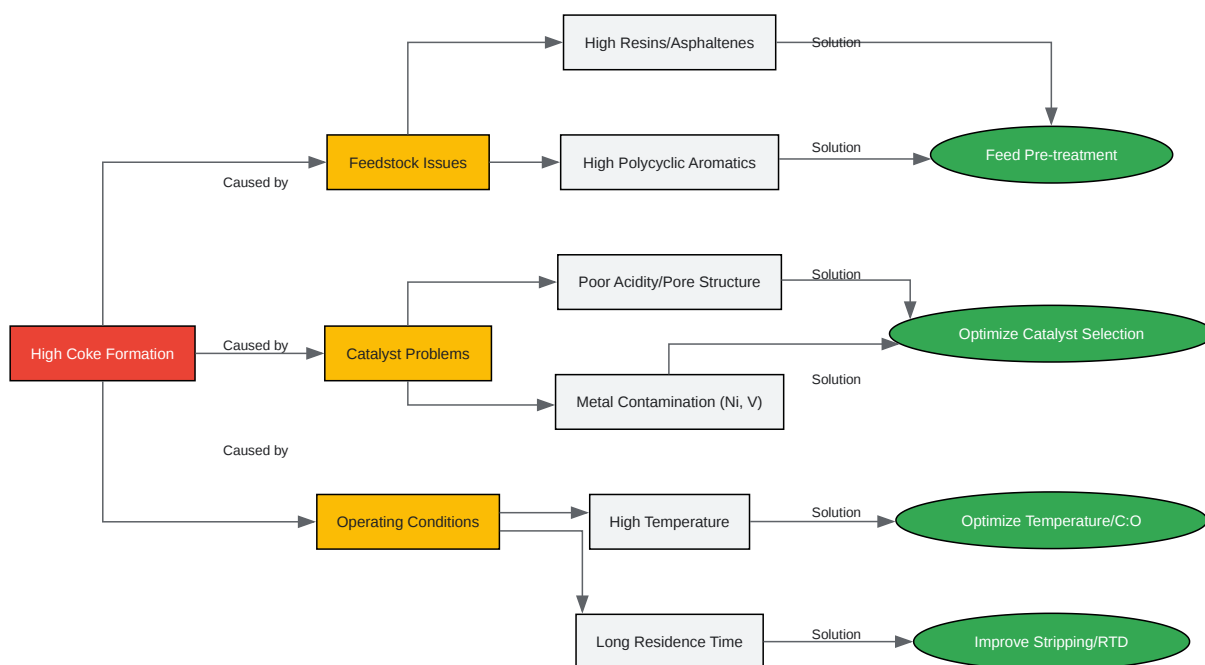 High Resins/Asphaltenes
Solution
Feedstock Issues
High Polycyclic Aromatics
Solution
Feed Pre-treatment
Caused by
Poor Acidity/Pore Structure
Solution
High Coke Formation
Caused by
Catalyst Problems
Optimize Catalyst Selection
Metal Contamination (Ni, V)
Solution
Caused by
Operating Conditions
High Temperature
Solution
Optimize Temperature/C:O
Long Residence Time
Solution
Improve Stripping/RTD